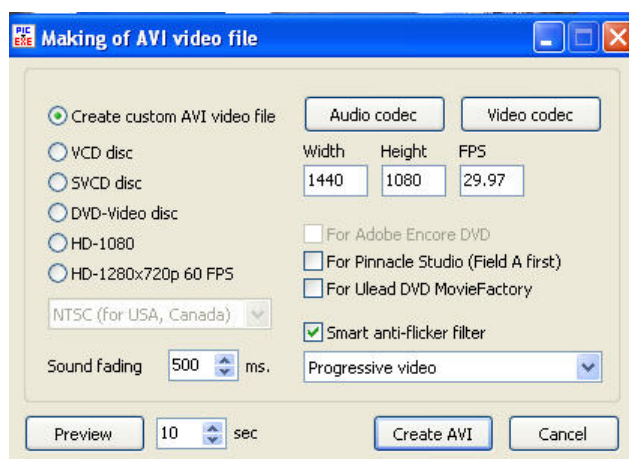 PIC
EXE
Making of AVI video file
Create custom AVI video file
Audio codec
Video codec
VCD disc
Width
Height
FPS
SVCD disc
1440
1080
29.97
DVD-Video disc
HD-1080
For Adobe Encore DVD
HD-1280x720p 60 FPS
For Pinnacle Studio (Field A first)
For Ulead DVD MovieFactory
NTSC (for USA, Canada)
Smart anti-flicker filter
Sound fading
500
ms.
Progressive video
Preview
10
sec
Create AVI
Cancel